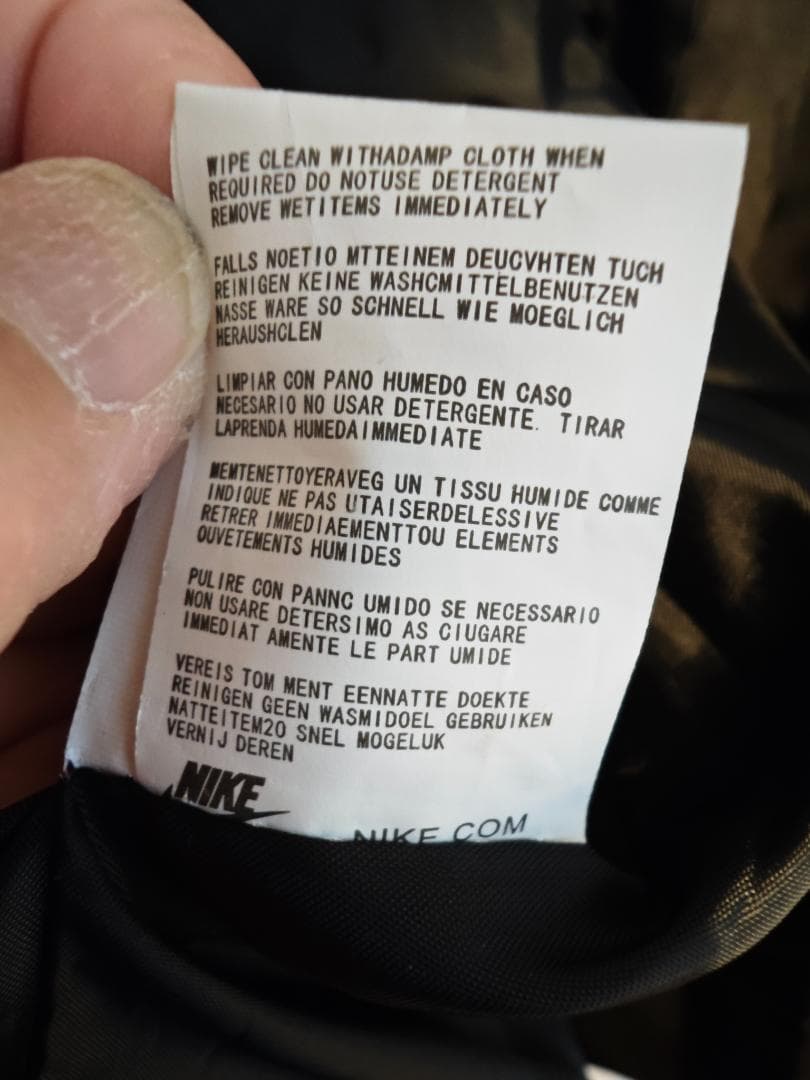 WIPE CLEAN WITHADAMP CLOTH WHEN
REQUIRED DO NOTUSE DETERGENT
REMOVE WETITEMS IMMEDIATELY
FALLS NOETIO MTTEINEM DEUCVHTEN TUCH
REINIGEN KEINE WASHCMITTELBENUTZEN
NASSE WARE SO SCHNELL WIE MOEGLICH
HERAUSHCLEN
LIMPIAR CON PANO HUMEDO EN CASO
NECESARIO NO USAR DETERGENTE. TIRAR
LAPRENDA HUMEDAIMMEDIATE
MEMTENETTOYERAVEG UN TISSU HUMIDE COMME
INDIQUE NE PAS UTAISERDELESSIVE
RETRER IMMEDIAEMENTTOU ELEMENTS
OUVETEMENTS HUMIDES
PULIRE CON PANNC UMIDO SE NECESSARIO
NON USARE DETERSIMO AS CIUGARE
IMMEDIAT AMENTE LE PART UMIDE
VEREIS TOM MENT EENNATTE DOEKTE
REINIGEN GEEN WASMIDOEL GEBRUIKEN
NATTEITEM20 SNEL MOGELUK
VERNIJ DEREN
NIKE
NIKE.COM